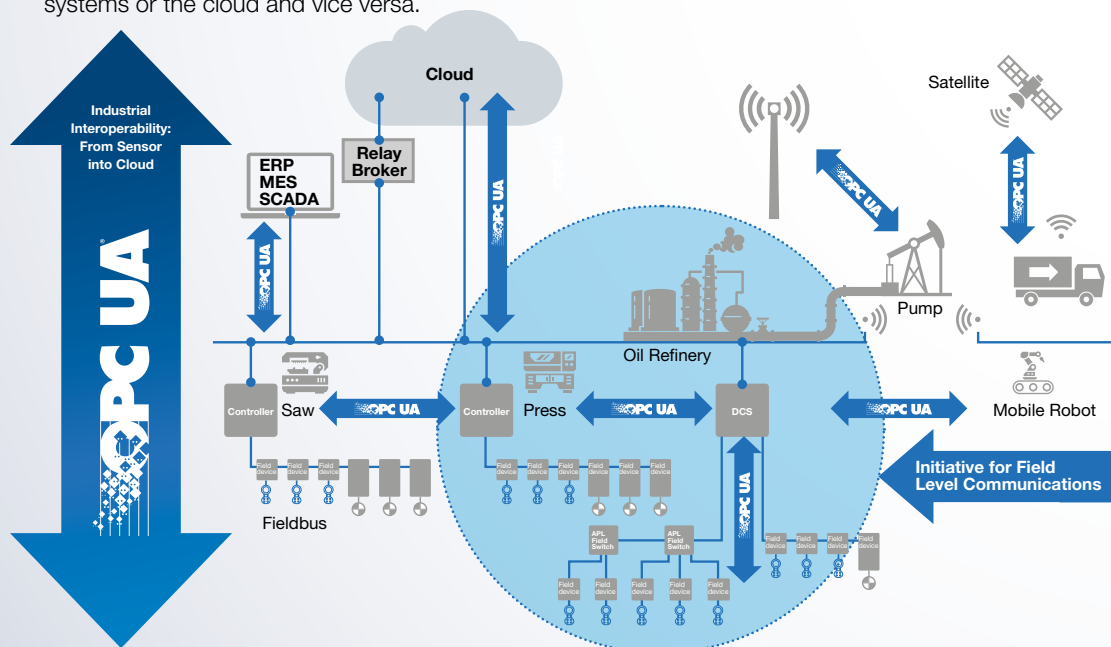 systems or the cloud and vice versa.
Industrial
Interoperability:
From Sensor
into Cloud
OPC UA
Cloud
Relay
Broker
ERP
MES
SCADA
OPC UA
OPC UA
OPC UA
Satellite
OPC UA
Pump
Oil Refinery
Controller
Saw
OPC UA
Controller
Press
OPC UA
DCS
OPC UA
Mobile Robot
Initiative for Field
Level Communications
Field
device
Field
device
Field
device
Fieldbus
Field
device
Field
device
Field
device
Field
device
Field
device
Field
device
OPC UA
APL
Field
Switch
APL
Field
Switch
Field
device
Field
device
Field
device
Field
device
Field
device
Field
device
Field
device
Field
device
Field
device